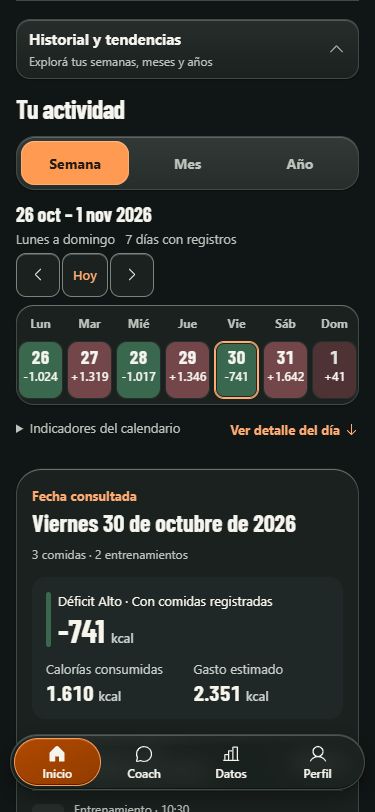 Historial y tendencias
Explorá tus semanas, meses y años
Tu actividad
Semana Mes Año
26 oct – 1 nov 2026
Lunes a domingo 7 días con registros
Hoy
Lun Mar Mié Jue Vie Sáb Dom
26 27 28 29 30 31 1
-1.024 +1.319 -1.017 +1.346 -741 +1.642 +41
Indicadores del calendario Ver detalle del día ↓
Fecha consultada
Viernes 30 de octubre de 2026
3 comidas · 2 entrenamientos
Déficit Alto · Con comidas registradas
-741 kcal
Calorías consumidas Gasto estimado
1.610 kcal 2.351 kcal
Inicio Coach Datos Perfil
Entrenamiento · 10:30